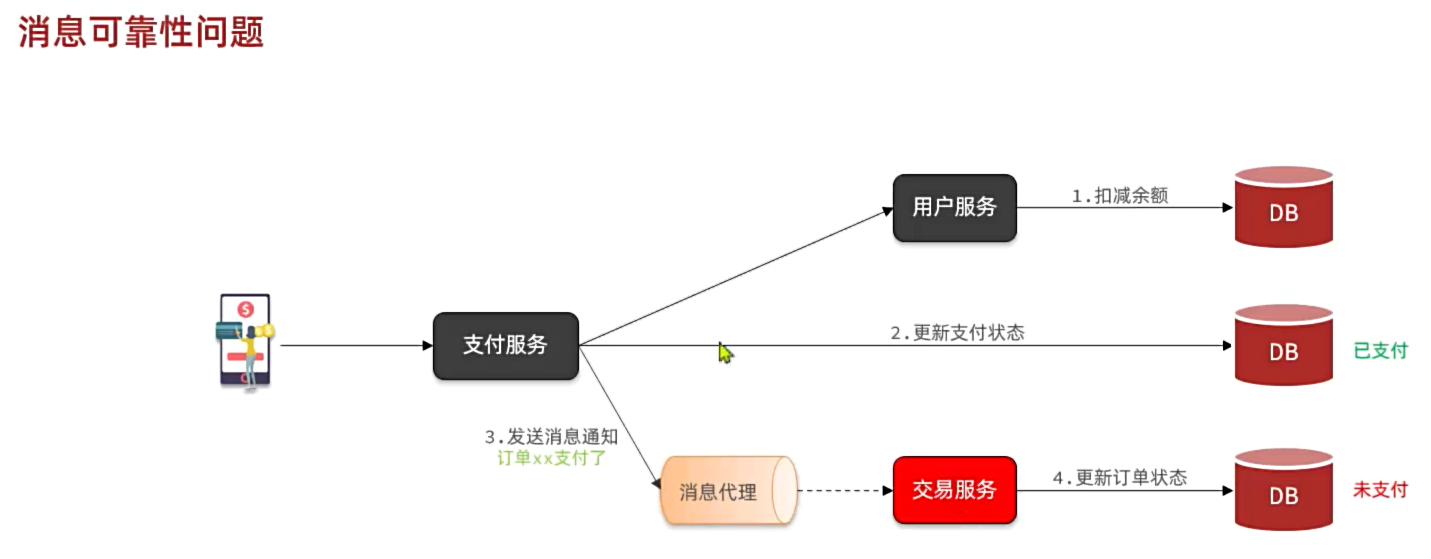 消息可靠性问题
用户服务
1.扣减余额
DB
$
支付服务
2.更新支付状态
DB
已支付
3.发送消息通知
订单xx支付了
消息代理
交易服务
4.更新订单状态
DB
未支付